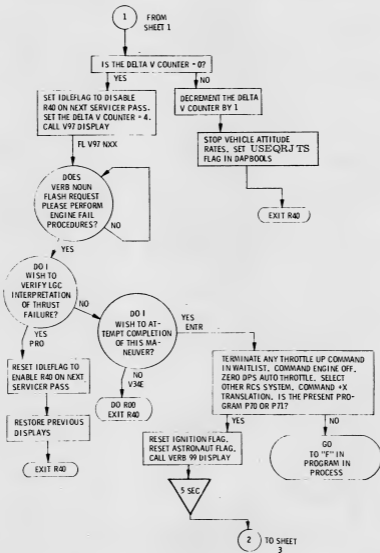 1
FROM
SHEET 1
IS THE DELTA V COUNTER = 0?
YES
NO
SET IDLEFLAG TO DISABLE
R40 ON NEXT SERVICER PASS.
SET THE DELTA V COUNTER = 4.
CALL V97 DISPLAY
DECREMENT THE DELTA
V COUNTER BY 1
STOP VEHICLE ATTITUDE
RATES. SET USEQRJTS
FLAG IN DAPBOOLS
EXIT R40
FL V97 NXX
DOES
VERB NOUN
FLASH REQUEST
PLEASE PERFORM
ENGINE FAIL
PROCEDURES?
NO
YES
DO I
WISH TO
VERIFY LGC
INTERPRETATION
OF THRUST
FAILURE?
NO
YES
PRO
DO I
WISH TO AT-
TEMPT COMPLETION
OF THIS MA-
NEUVER?
YES
ENTR
NO
V34E
RESET IDLEFLAG TO
ENABLE R40 ON NEXT
SERVICER PASS
DO R00
EXIT R40
TERMINATE ANY THROTTLE UP COMMAND
IN WAITLIST. COMMAND ENGINE OFF.
ZERO DPS AUTO THROTTLE. SELECT
OTHER RCS SYSTEM. COMMAND +X
TRANSLATION. IS THE PRESENT PRO-
GRAM P70 OR P71?
RESTORE PREVIOUS
DISPLAYS
EXIT R40
YES
NO
RESET IGNITION FLAG.
RESET ASTRONAUT FLAG.
CALL VERB 99 DISPLAY
GO
TO "F" IN
PROGRAM IN
PROCESS
5 SEC
2
TO SHEET
3